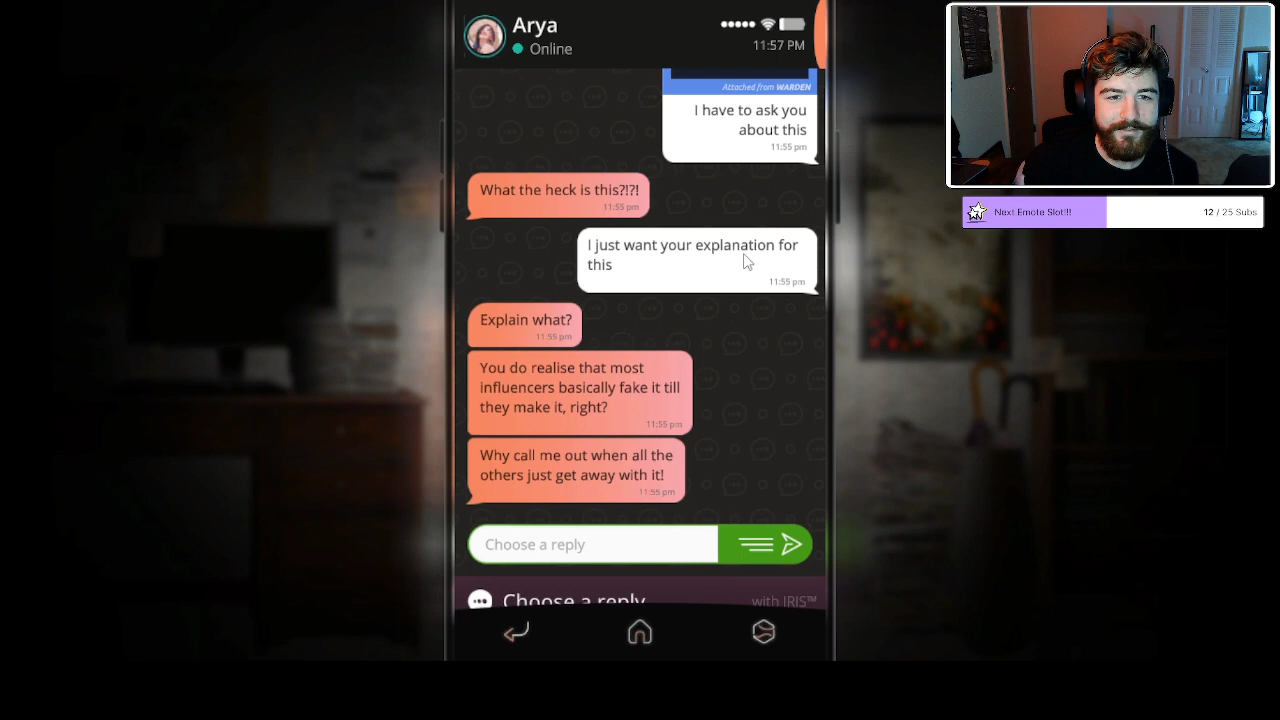 Arya
Online
11:57 PM
Attached from WARDEN
I have to ask you
about this
11:55 pm
What the heck is this?!?!
11:55 pm
I just want your explanation for
this
11:55 pm
Explain what?
11:55 pm
You do realise that most
influencers basically fake it till
they make it, right?
11:55 pm
Why call me out when all the
others just get away with it!
11:55 pm
Choose a reply
Choose a reply
with IRIS™
Next Emote Slot!!!
12 / 25 Subs